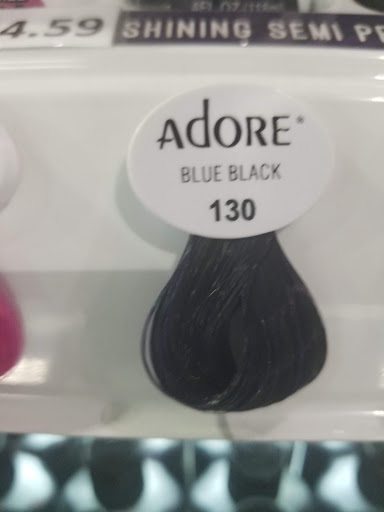 4.59 SHINING SEMI
ADORE®
BLUE BLACK
130